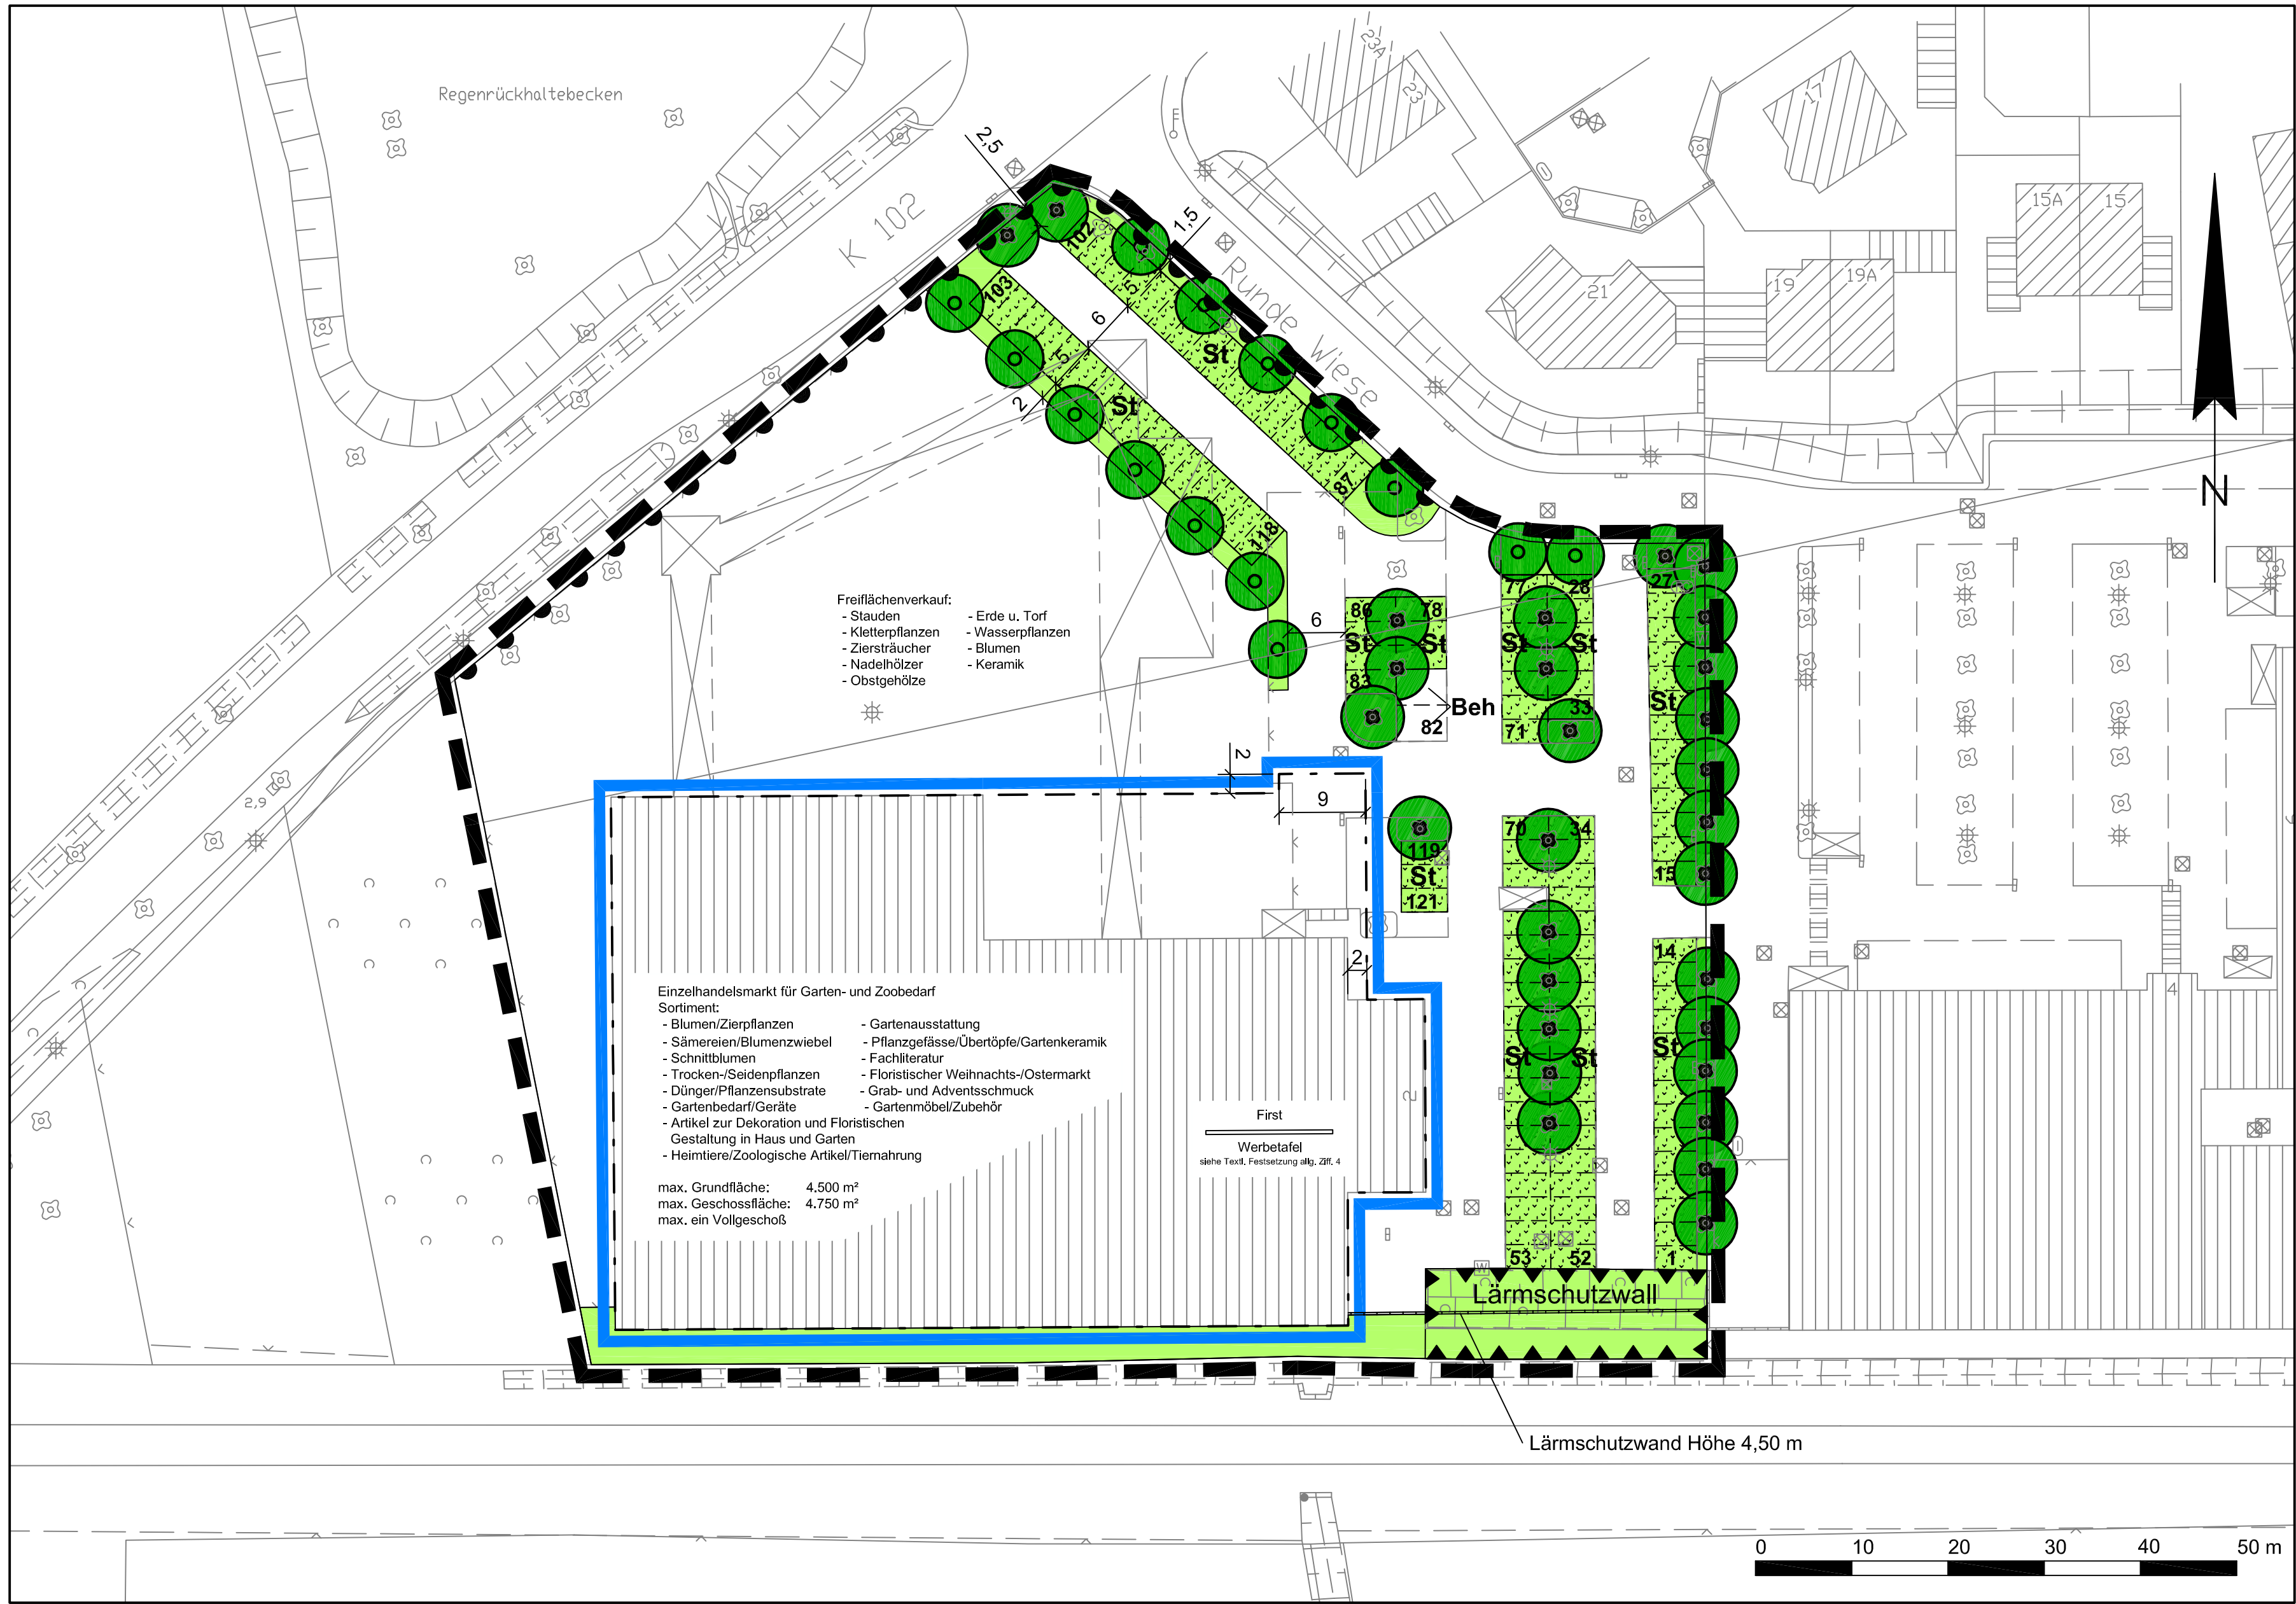 Regenrückhaltebecken
23A
23
17
15A 15
2,5
K 102
102
1,5
Runde Wiese
21
19 19A
103
5
6
5
2
St
St
87
118
N
27
77 28
Freiflächenverkauf:
- Stauden - Erde u. Torf
- Kletterpflanzen - Wasserpflanzen
- Ziersträucher - Blumen
- Nadelhölzer - Keramik
- Obstgehölze
6
86 78
St St St St
83
Beh
St
82
71 33
2
2,9
9
70 34
119
St
121
15
14
2
Einzelhandelsmarkt für Garten- und Zoobedarf
Sortiment:
- Blumen/Zierpflanzen - Gartenausstattung
- Sämereien/Blumenzwiebel - Pflanzgefässe/Übertöpfe/Gartenkeramik
- Schnittblumen - Fachliteratur
- Trocken-/Seidenpflanzen - Floristischer Weihnachts-/Ostermarkt
- Dünger/Pflanzensubstrate - Grab- und Adventsschmuck
- Gartenbedarf/Geräte - Gartenmöbel/Zubehör
- Artikel zur Dekoration und Floristischen
Gestaltung in Haus und Garten
- Heimtiere/Zoologische Artikel/Tiernahrung
max. Grundfläche: 4.500 m²
max. Geschossfläche: 4.750 m²
max. ein Vollgeschoß
4
St St St
2
First
Werbetafel
siehe Textl. Festsetzung allg. Ziff. 4
53 52 1
W
Lärmschutzwall
Lärmschutzwand Höhe 4,50 m
0 10 20 30 40 50 m